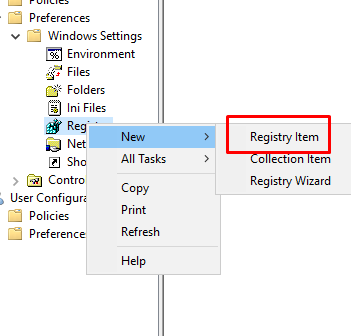 Policies
Preferences
Windows Settings
Environment
Files
Folders
Ini Files
Regis
Net
Sho
Contro
User Configura
Policies
Preference
New
All Tasks
Copy
Print
Refresh
Help
Registry Item
Collection Item
Registry Wizard